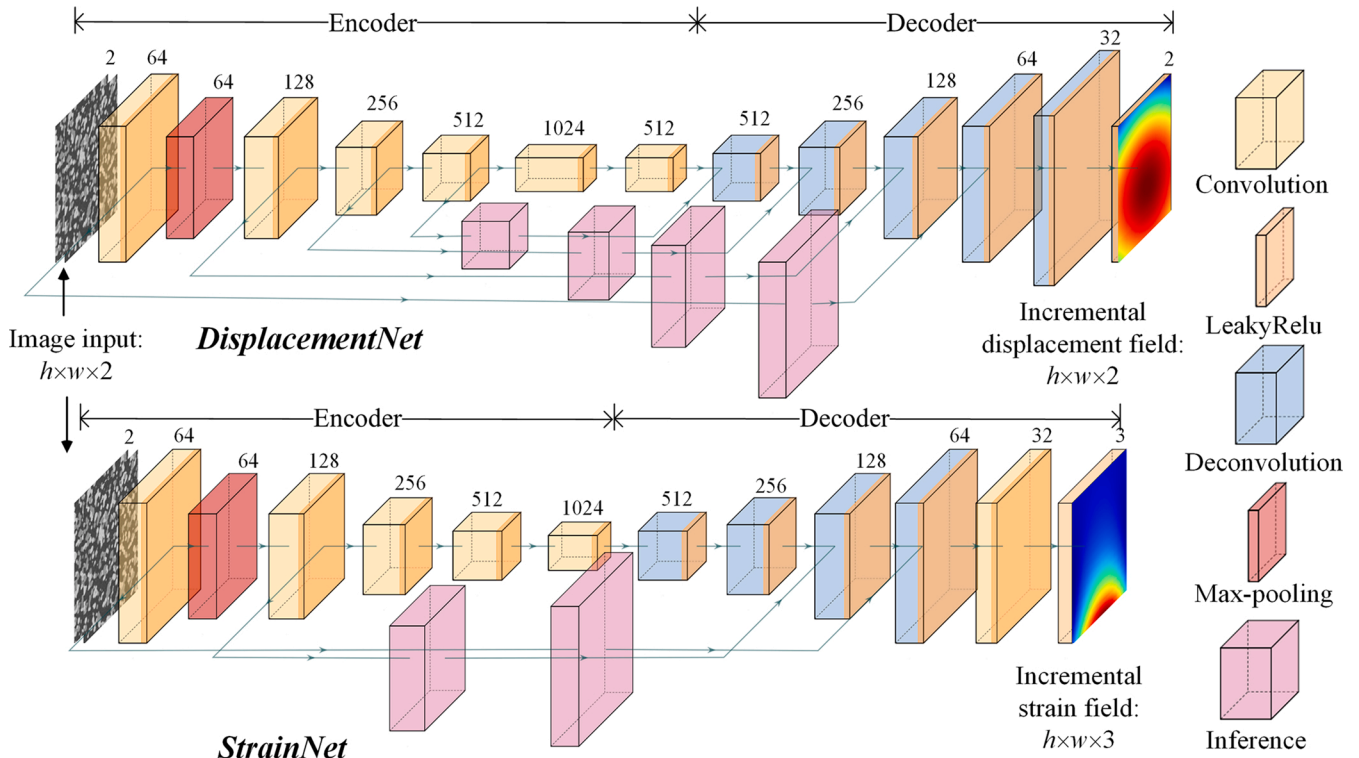 Encoder
Decoder
2
64
64
128
256
512
1024
512
512
256
128
64
32
2
Convolution
LeakyRelu
Deconvolution
Max-pooling
Inference
Image input:
h×w×2
DisplacementNet
Incremental
displacement field:
h×w×2
Encoder
Decoder
2
64
64
128
256
512
1024
512
256
128
64
32
3
StrainNet
Incremental
strain field:
h×w×3